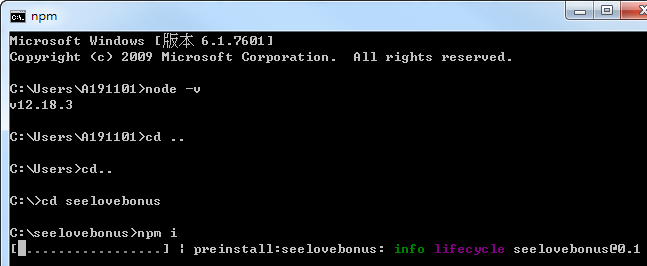 npm
Microsoft Windows [版本 6.1.7601]
Copyright (c) 2009 Microsoft Corporation.  All rights reserved.
C:\Users\A191101>node -v
v12.18.3
C:\Users\A191101>cd ..
C:\Users>cd..
C:\>cd seelovebonus
C:\seelovebonus>npm i
[ ................] | preinstall:seelovebonus: info lifecycle seelovebonus@0.1